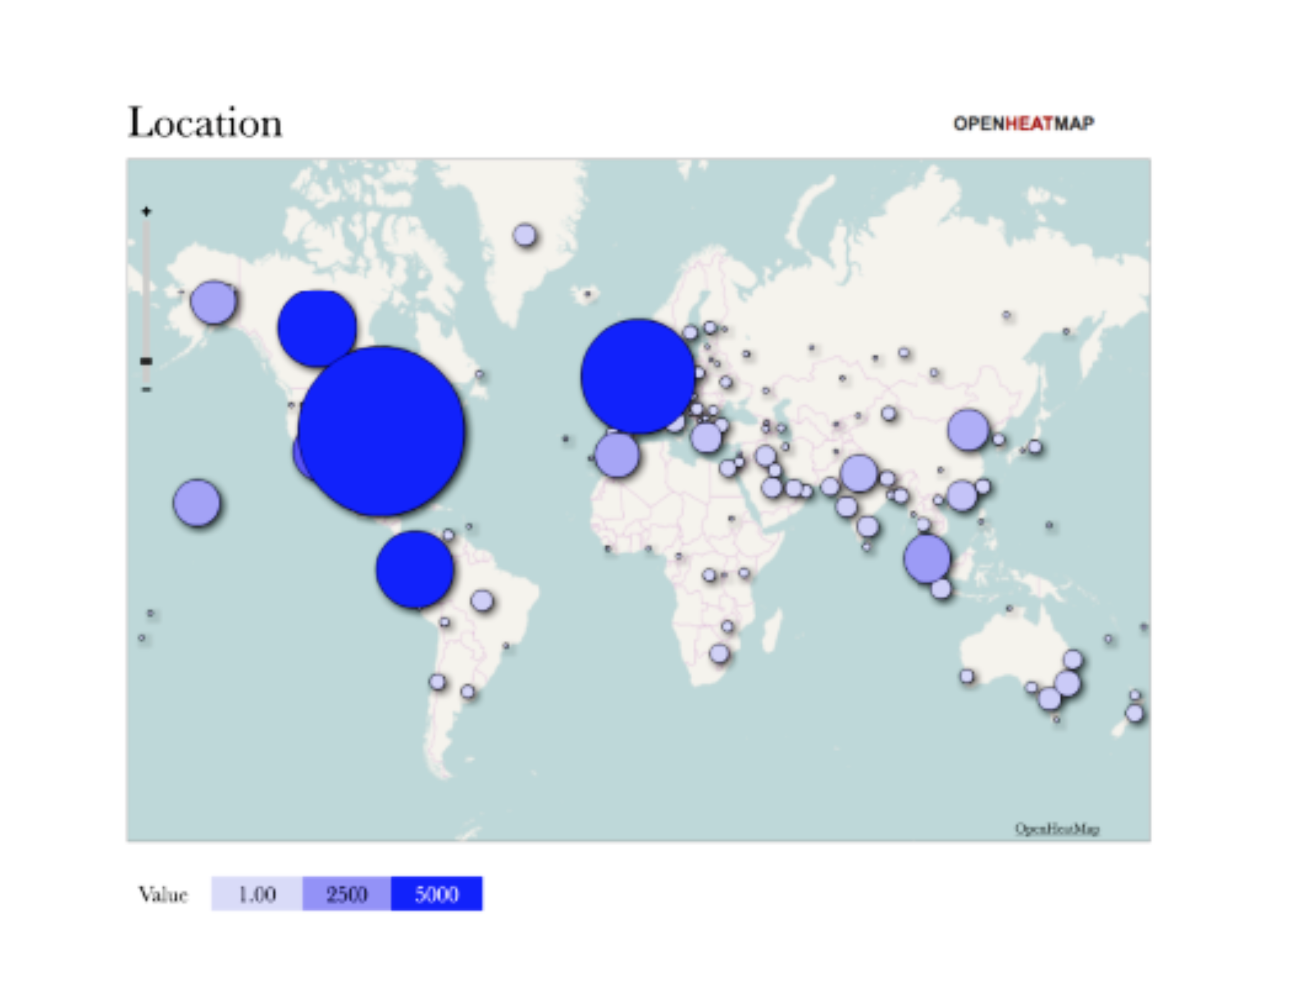 Location
OPENHEATMAP
+
-
OpenHeatMap
Value 1.00 2500 5000